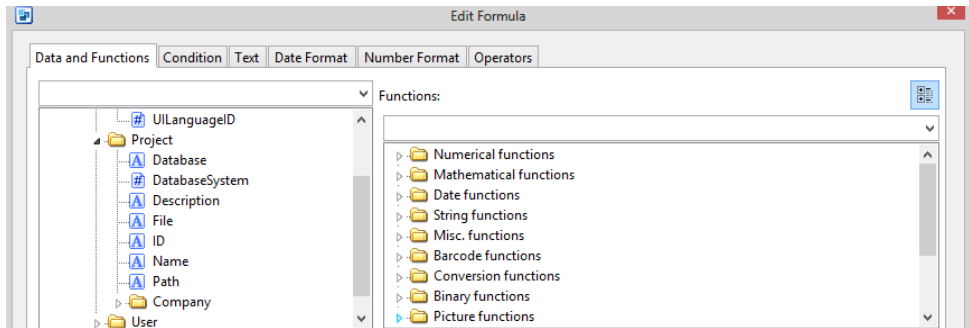 Edit Formula
Data and Functions Condition Text Date Format Number Format Operators
Functions:
UILanguageID
Project
Database
DatabaseSystem
Description
File
ID
Name
Path
Company
User
Numerical functions
Mathematical functions
Date functions
String functions
Misc. functions
Barcode functions
Conversion functions
Binary functions
Picture functions